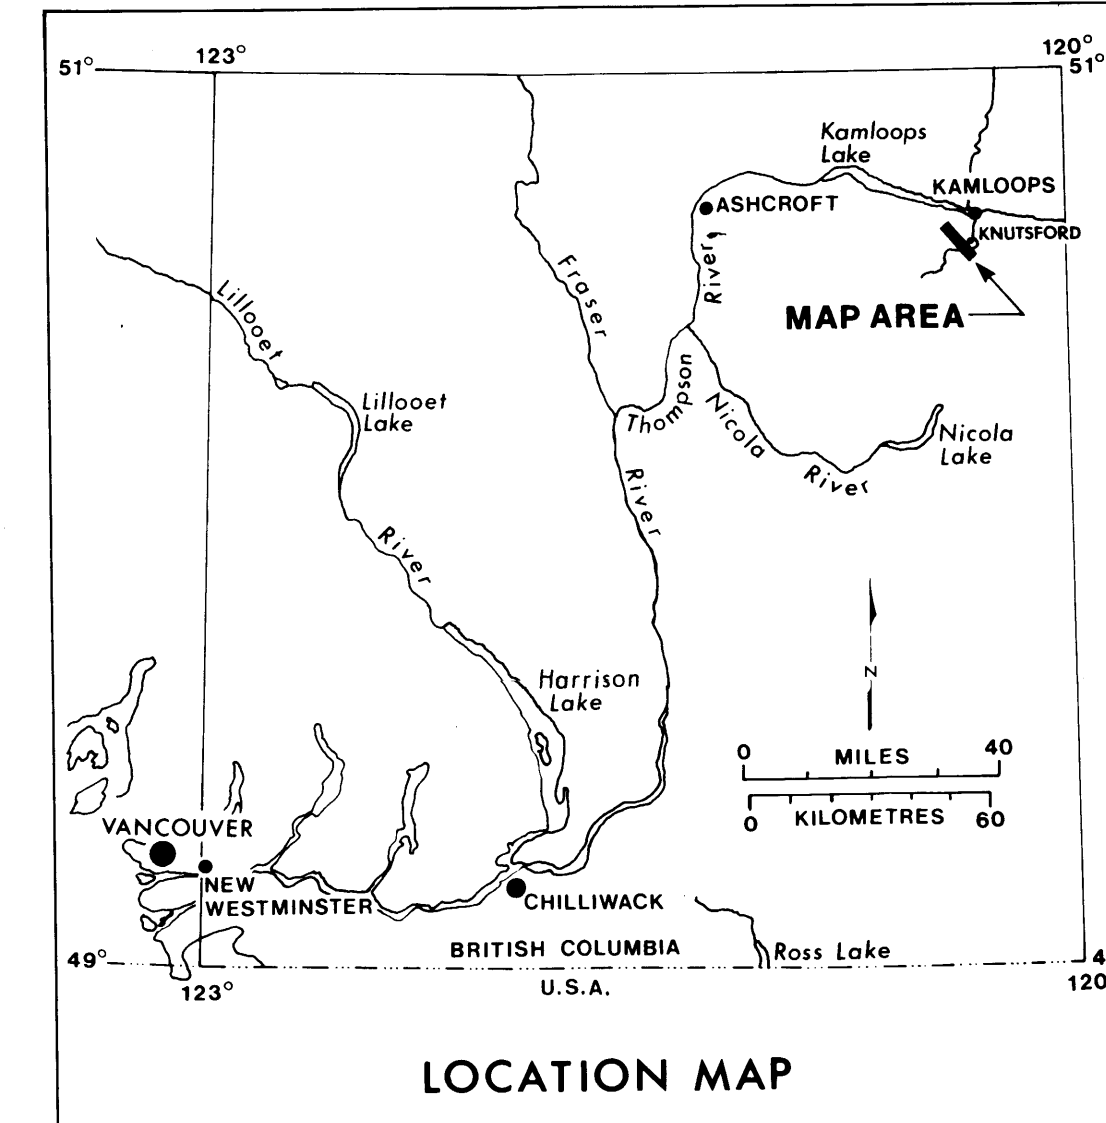 123°
120°
51°
51°
Kamloops
Lake
KAMLOOPS
ASHCROFT
KNUTSFORD
River
Fraser
MAP AREA
Lillooet
Thompson
Lillooet
Lake
Nicola
Nicola
Lake
River
River
River
N
Harrison
Lake
0
40
MILES
KILOMETRES
0
60
VANCOUVER
NEW
WESTMINSTER
CHILLIWACK
BRITISH COLUMBIA
Ross Lake
49°
4
123°
U.S.A.
120
LOCATION MAP